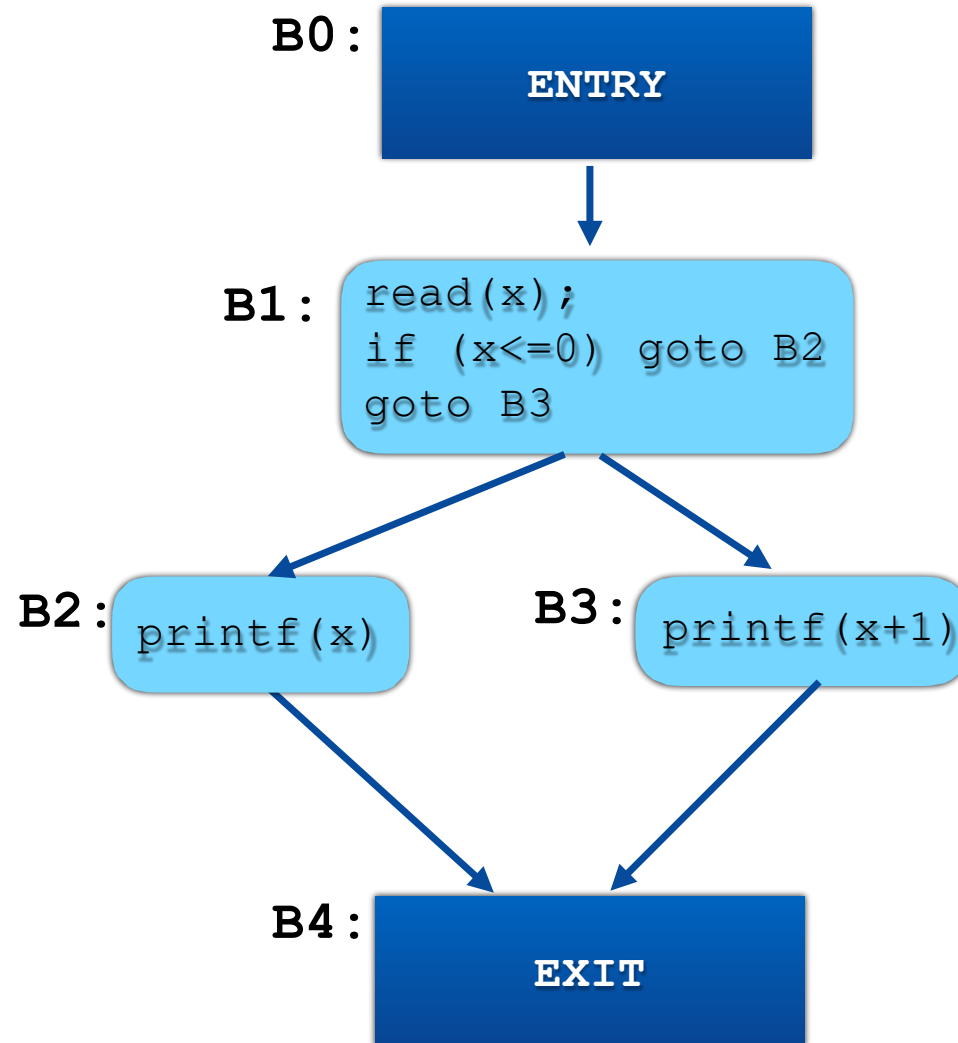 B0:
ENTRY
B1:
read(x);
if (x<=0) goto B2
goto B3
B2:
printf(x)
B3:
printf(x+1)
B4:
EXIT